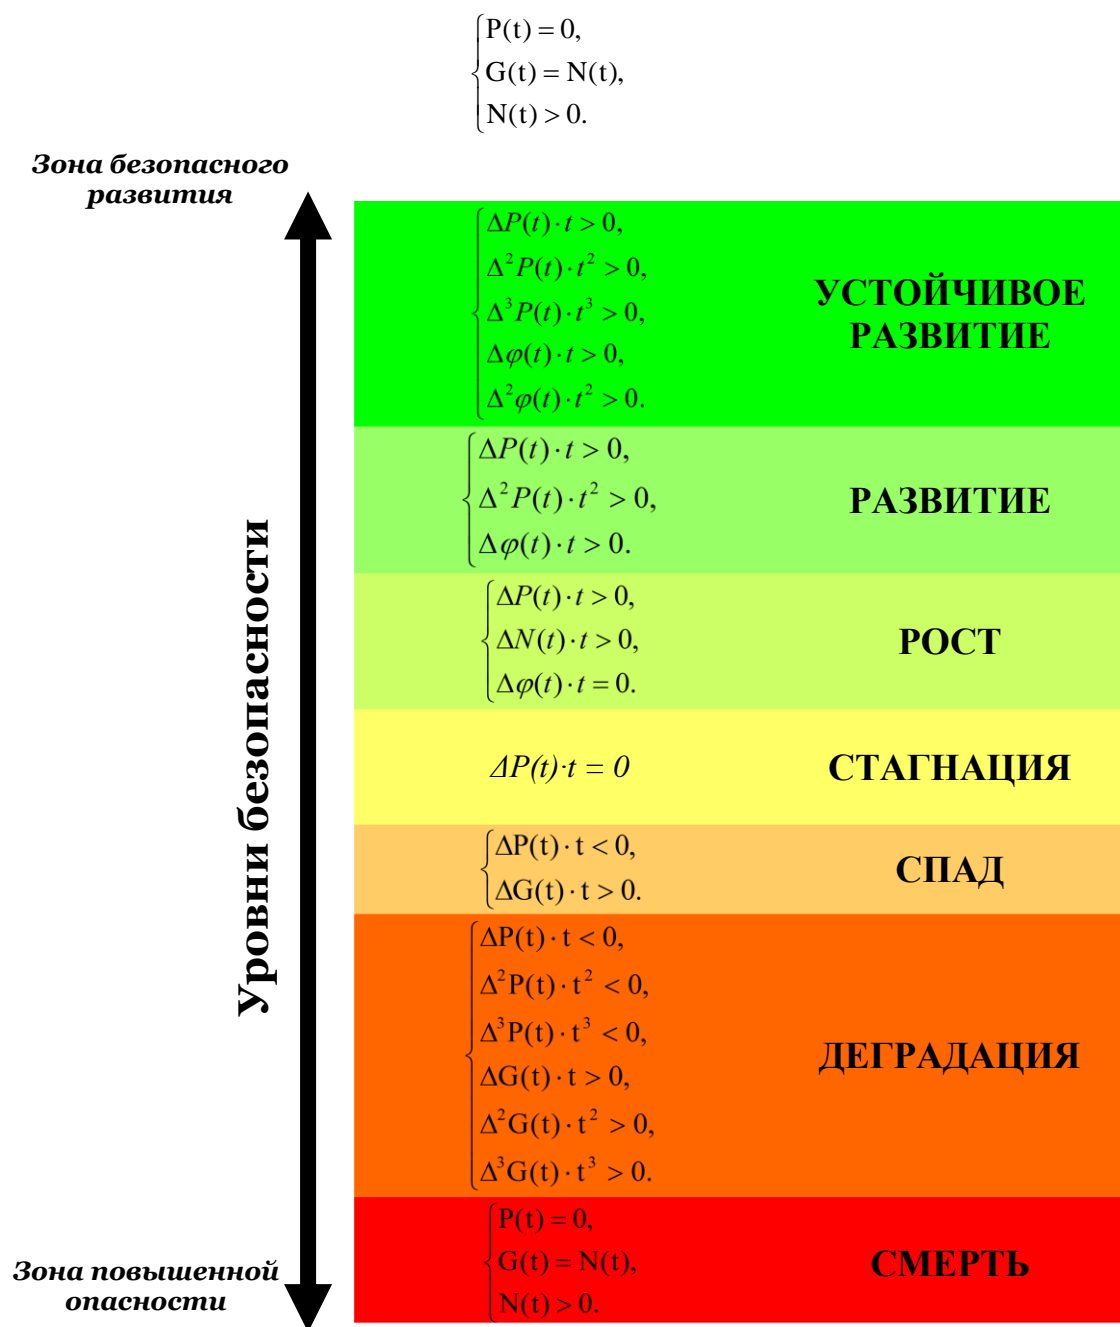 P(t) = 0,
G(t) = N(t),
N(t) > 0.
Зона безопасного
развития
ΔP(t)·t > 0,
Δ²P(t)·t² > 0,
Δ³P(t)·t³ > 0,
Δφ(t)·t > 0,
Δ²φ(t)·t² > 0.
УСТОЙЧИВОЕ
РАЗВИТИЕ
ΔP(t)·t > 0,
Δ²P(t)·t² > 0,
Δφ(t)·t > 0.
РАЗВИТИЕ
Уровни безопасности
ΔP(t)·t > 0,
ΔN(t)·t > 0,
Δφ(t)·t = 0.
РОСТ
ΔP(t)·t = 0
СТАГНАЦИЯ
ΔP(t)·t < 0,
ΔG(t)·t > 0.
СПАД
ΔP(t)·t < 0,
Δ²P(t)·t² < 0,
Δ³P(t)·t³ < 0,
ΔG(t)·t > 0,
Δ²G(t)·t² > 0,
Δ³G(t)·t³ > 0.
ДЕГРАДАЦИЯ
P(t) = 0,
G(t) = N(t),
N(t) > 0.
СМЕРТЬ
Зона повышенной
опасности